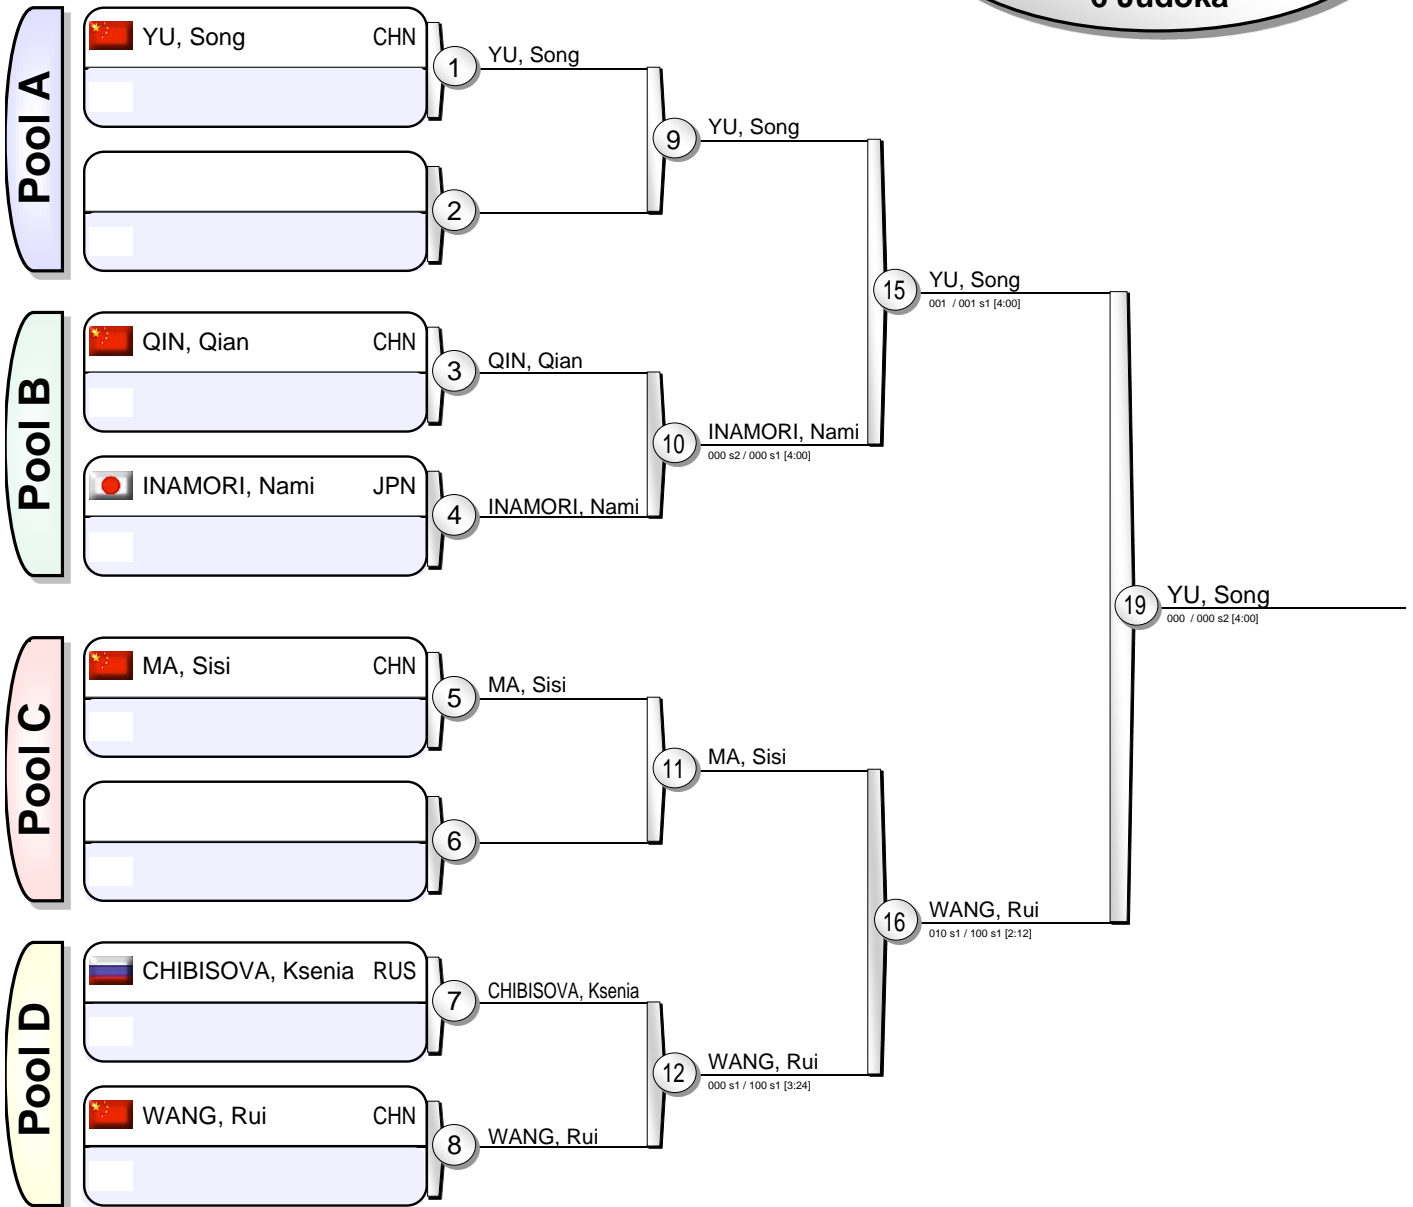 6 Judoka
Pool A
YU, Song CHN
1
YU, Song
2
9
YU, Song
Pool B
QIN, Qian CHN
3
QIN, Qian
INAMORI, Nami JPN
4
INAMORI, Nami
10
INAMORI, Nami
000 s2 / 000 s1 [4:00]
15
YU, Song
001 / 001 s1 [4:00]
Pool C
MA, Sisi CHN
5
MA, Sisi
6
11
MA, Sisi
Pool D
CHIBISOVA, Ksenia RUS
7
CHIBISOVA, Ksenia
WANG, Rui CHN
8
WANG, Rui
12
WANG, Rui
000 s1 / 100 s1 [3:24]
16
WANG, Rui
010 s1 / 100 s1 [2:12]
19
YU, Song
000 / 000 s2 [4:00]